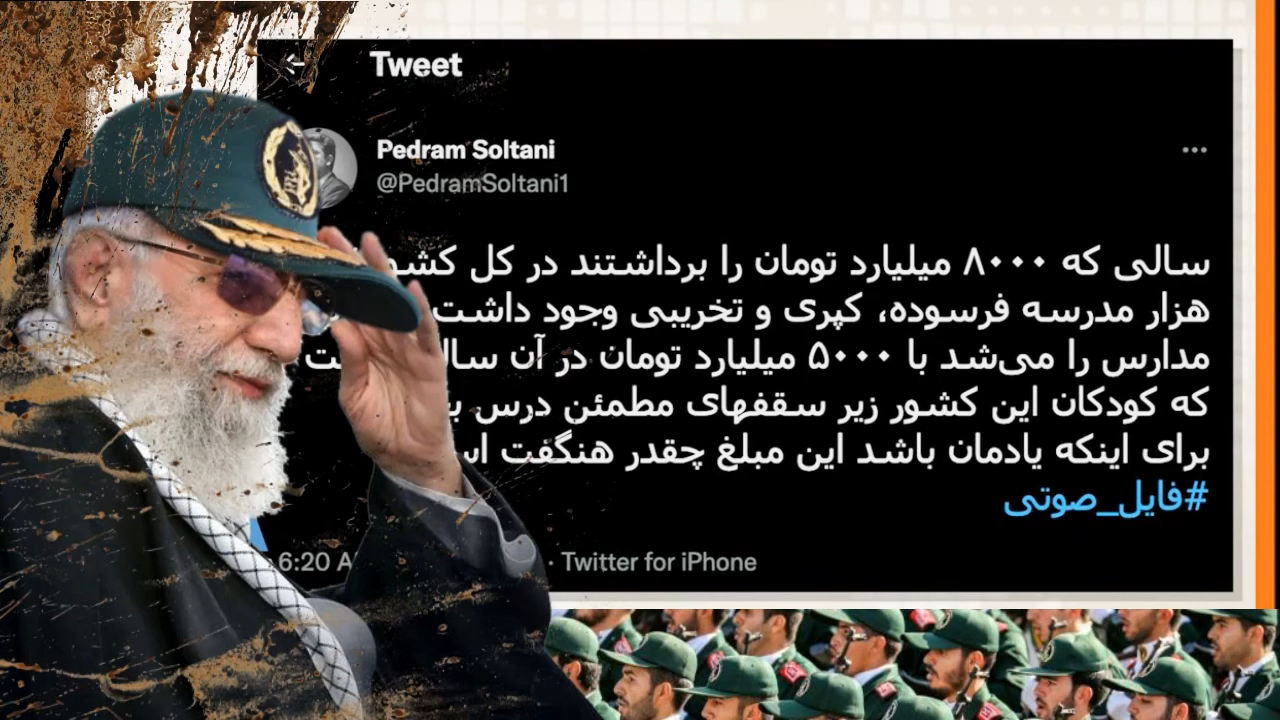 Tweet
Pedram Soltani
@PedramSoltani1
سالی که ۸۰۰۰ میلیارد تومان را برداشتند در کل
هزار مدرسه فرسوده، کپری و تخریبی وجود داشت
مدارس را می‌شد با ۵۰۰۰ میلیارد تومان در آن
که کودکان این کشور زیر سقفهای مطمئن درس
برای اینکه یادمان باشد این مبلغ چقدر هنگفت
#فایل_صوتی
6:20 · Twitter for iPhone